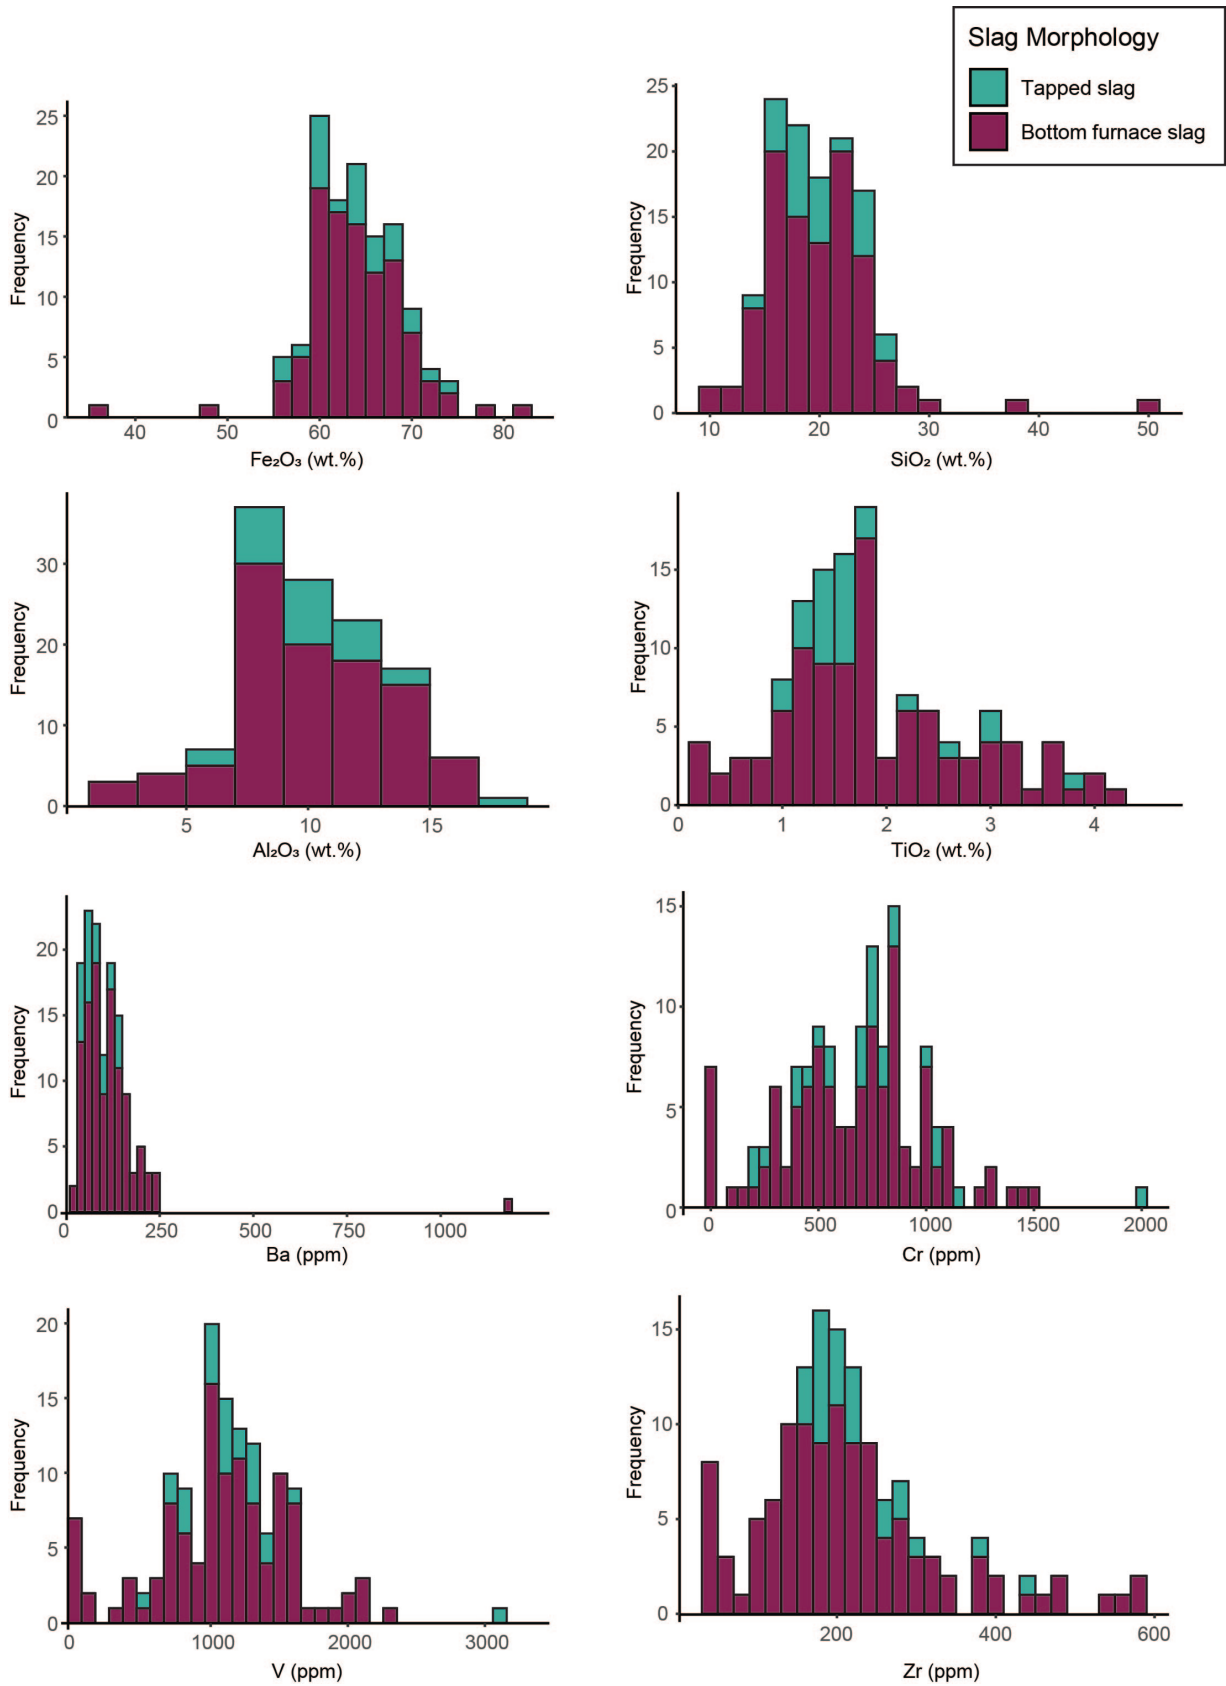 Slag Morphology
Tapped slag
Bottom furnace slag
25
20
15
10
5
0
Frequency
40 50 60 70 80
Fe₂O₃ (wt.%)
25
20
15
10
5
0
Frequency
10 20 30 40 50
SiO₂ (wt.%)
30
20
10
0
Frequency
5 10 15
Al₂O₃ (wt.%)
15
10
5
0
Frequency
0 1 2 3 4
TiO₂ (wt.%)
20
15
10
5
0
Frequency
0 250 500 750 1000
Ba (ppm)
15
10
5
0
Frequency
0 500 1000 1500 2000
Cr (ppm)
20
15
10
5
0
Frequency
0 1000 2000 3000
V (ppm)
15
10
5
0
Frequency
200 400 600
Zr (ppm)